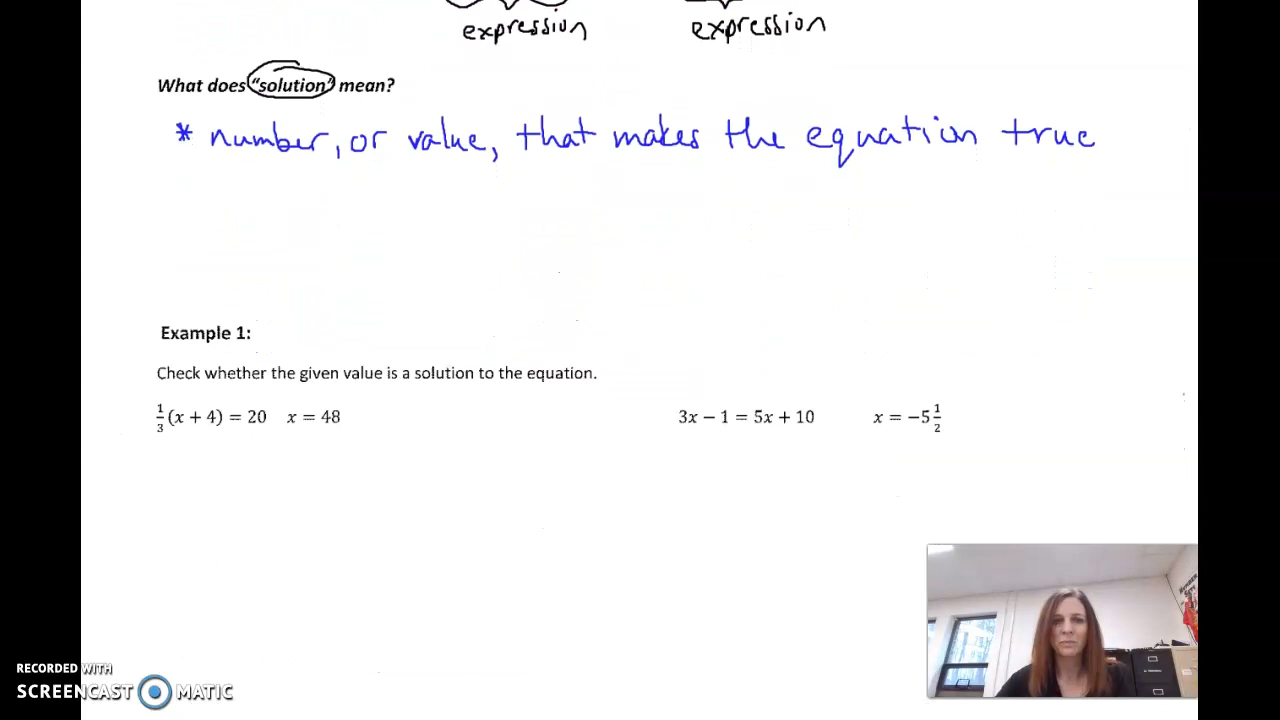 expression expression
What does "solution" mean?
* number, or value, that makes the equation true
Example 1:
Check whether the given value is a solution to the equation.
$\frac{1}{3}(x + 4) = 20$ $x = 48$ $3x - 1 = 5x + 10$ $x = -5\frac{1}{2}$
RECORDED WITH
SCREENCAST MATIC